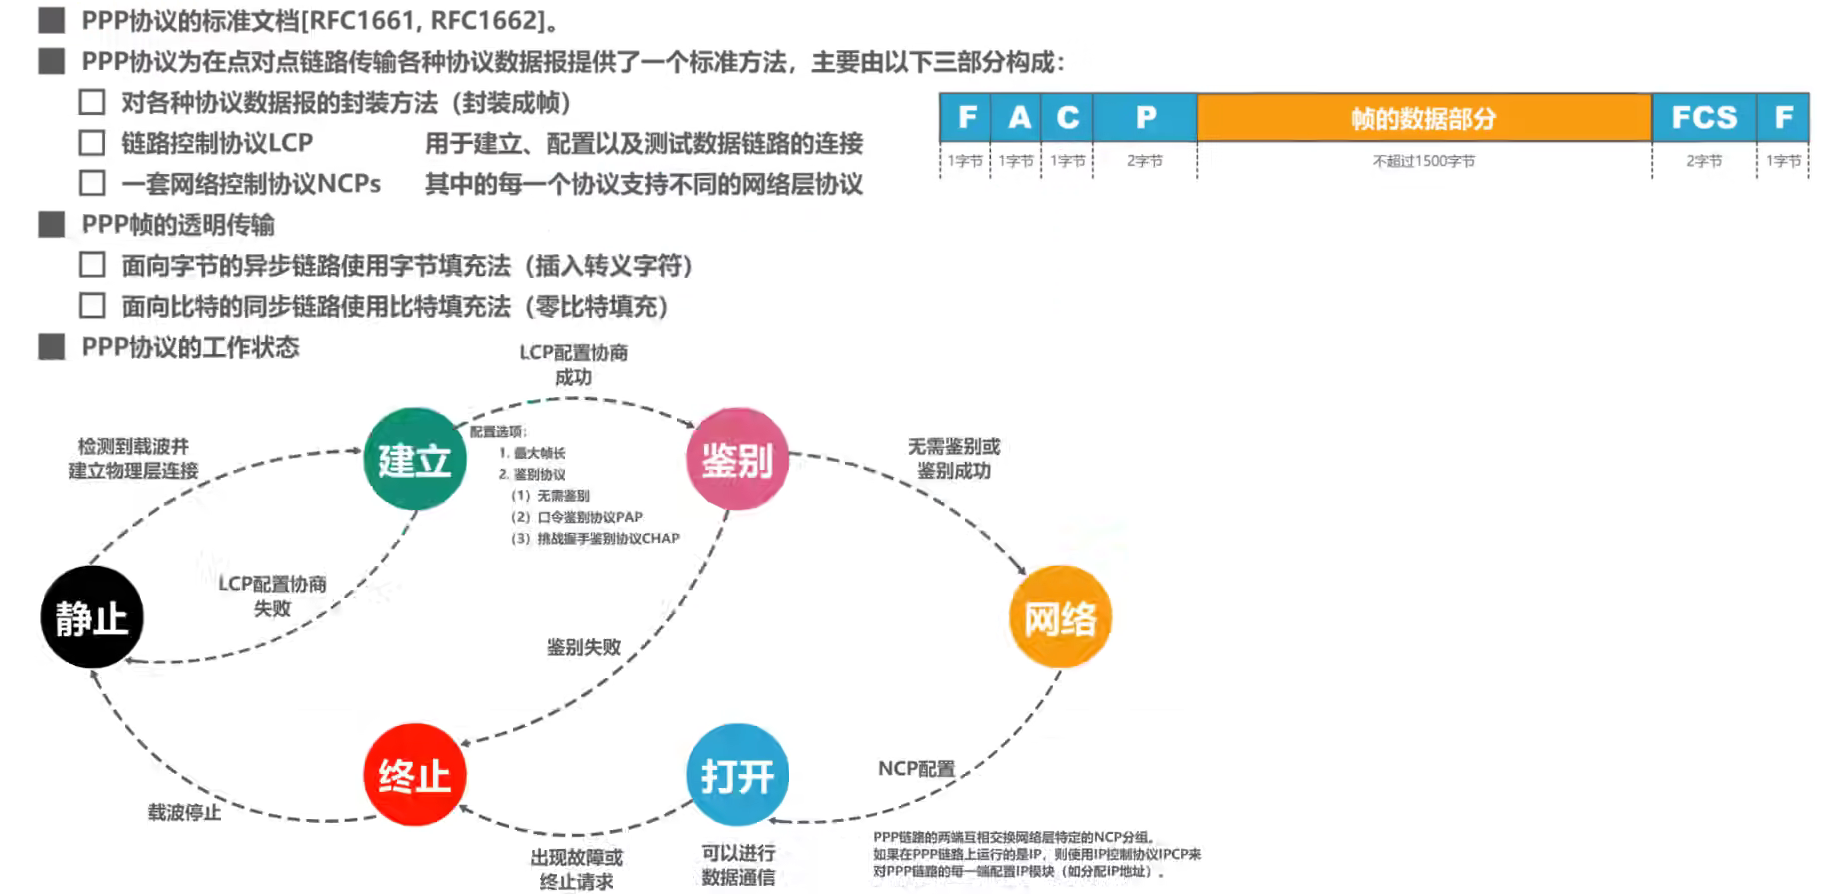 PPP协议的标准文档[RFC1661, RFC1662]。
PPP协议为在点对点链路传输各种协议数据报提供了一个标准方法，主要由以下三部分构成：
对各种协议数据报的封装方法（封装成帧）
链路控制协议LCP 用于建立、配置以及测试数据链路的连接
一套网络控制协议NCPs 其中的每一个协议支持不同的网络层协议
F A C P 帧的数据部分 FCS F
1字节 1字节 1字节 2字节 不超过1500字节 2字节 1字节
PPP帧的透明传输
面向字节的异步链路使用字节填充法（插入转义字符）
面向比特的同步链路使用比特填充法（零比特填充）
PPP协议的工作状态
LCP配置协商
成功
检测到载波并
建立物理层连接
建立
配置选项：
1. 最大帧长
2. 鉴别协议
（1）无需鉴别
（2）口令鉴别协议PAP
（3）挑战握手鉴别协议CHAP
鉴别
无需鉴别或
鉴别成功
静止
LCP配置协商
失败
鉴别失败
网络
终止
打开
NCP配置
载波停止
出现故障或
终止请求
可以进行
数据通信
PPP链路的两端互相交换网络层特定的NCP分组。
如果在PPP链路上运行的是IP，则使用IP控制协议IPCP来
对PPP链路的每一端配置IP模块（如分配IP地址）。